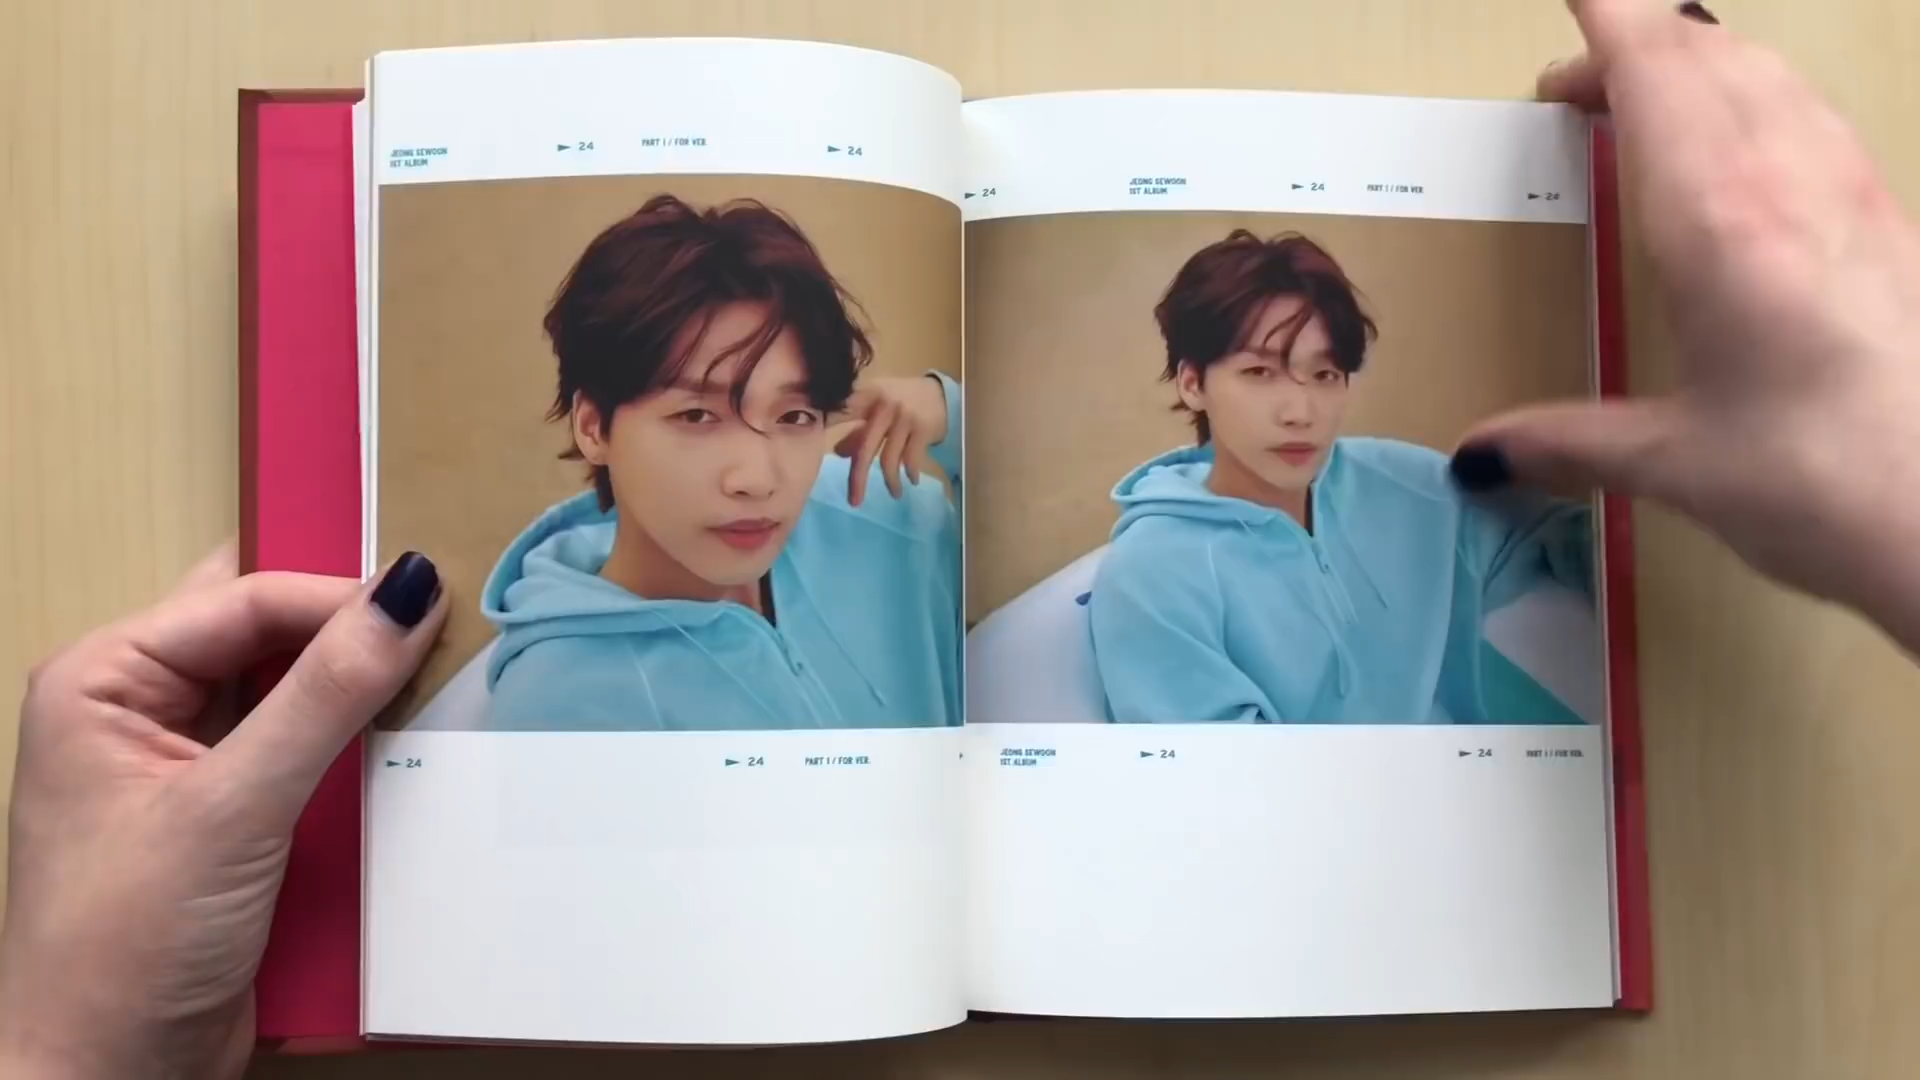 JEONG SEWOON
1ST ALBUM
► 24
PART 1 / FOR VER.
► 24
► 24
JEONG SEWOON
1ST ALBUM
► 24
PART 1 / FOR VER.
► 24
► 24
► 24
PART 1 / FOR VER.
JEONG SEWOON
1ST ALBUM
► 24
► 24
PART 1 / FOR VER.